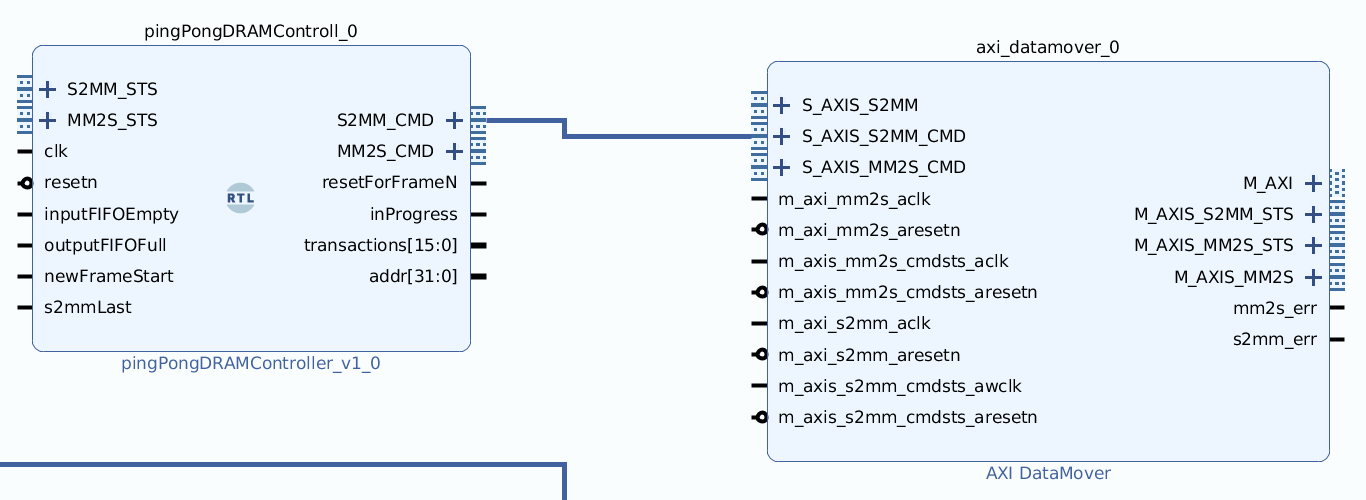 pingPongDRAMControll_0
S2MM_STS
MM2S_STS
clk
resetn
inputFIFOEmpty
outputFIFOFull
newFrameStart
s2mmLast
RTL
S2MM_CMD
MM2S_CMD
resetForFrameN
inProgress
transactions[15:0]
addr[31:0]
pingPongDRAMController_v1_0
axi_datamover_0
S_AXIS_S2MM
S_AXIS_S2MM_CMD
S_AXIS_MM2S_CMD
m_axi_mm2s_aclk
m_axi_mm2s_aresetn
m_axis_mm2s_cmdsts_aclk
m_axis_mm2s_cmdsts_aresetn
m_axi_s2mm_aclk
m_axi_s2mm_aresetn
m_axis_s2mm_cmdsts_awclk
m_axis_s2mm_cmdsts_aresetn
M_AXI
M_AXIS_S2MM_STS
M_AXIS_MM2S_STS
M_AXIS_MM2S
mm2s_err
s2mm_err
AXI DataMover